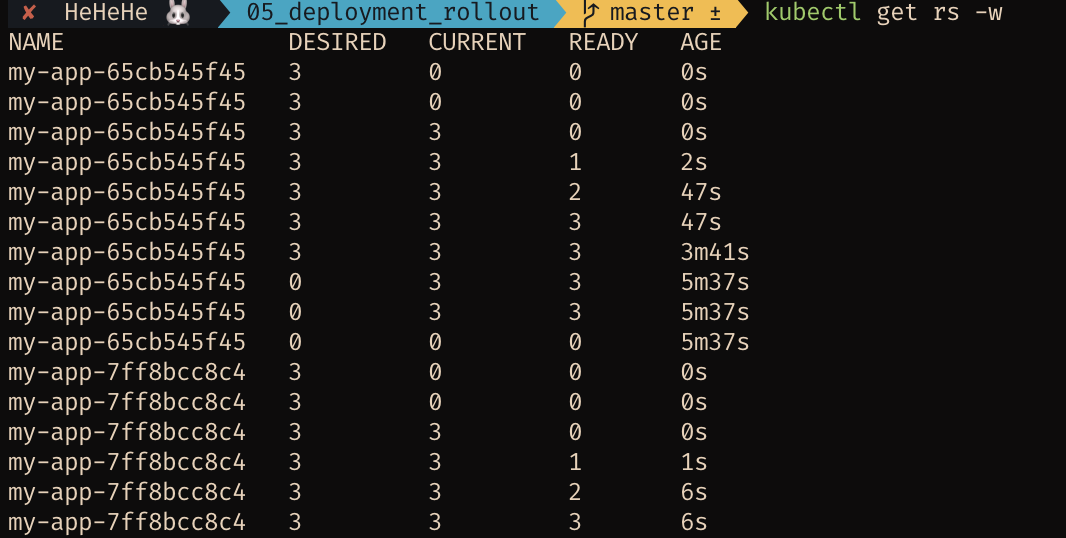 ✘ HeHeHe 🐰 05_deployment_rollout master ± kubectl get rs -w
NAME DESIRED CURRENT READY AGE
my-app-65cb545f45 3 0 0 0s
my-app-65cb545f45 3 0 0 0s
my-app-65cb545f45 3 3 0 0s
my-app-65cb545f45 3 3 1 2s
my-app-65cb545f45 3 3 2 47s
my-app-65cb545f45 3 3 3 47s
my-app-65cb545f45 3 3 3 3m41s
my-app-65cb545f45 0 3 3 5m37s
my-app-65cb545f45 0 3 3 5m37s
my-app-65cb545f45 0 0 0 5m37s
my-app-7ff8bcc8c4 3 0 0 0s
my-app-7ff8bcc8c4 3 0 0 0s
my-app-7ff8bcc8c4 3 3 0 0s
my-app-7ff8bcc8c4 3 3 1 1s
my-app-7ff8bcc8c4 3 3 2 6s
my-app-7ff8bcc8c4 3 3 3 6s